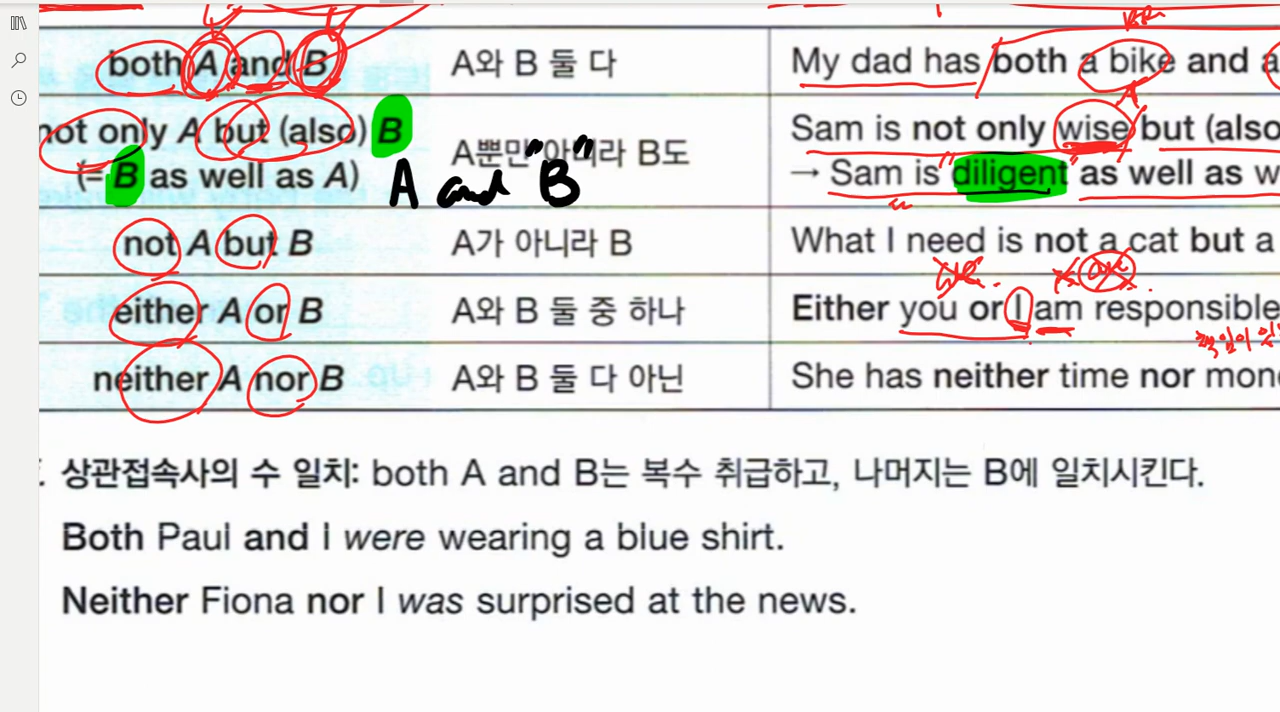 both A and B
A와 B 둘 다
My dad has both a bike and a
not only A but (also) B
(= B as well as A)
A뿐만 아니라 B도
A and "B"
Sam is not only wise but (also
→ Sam is diligent as well as w
not A but B
A가 아니라 B
What I need is not a cat but a
either A or B
A와 B 둘 중 하나
Either you or I am responsible
neither A nor B
A와 B 둘 다 아닌
She has neither time nor mon
상관접속사의 수 일치: both A and B는 복수 취급하고, 나머지는 B에 일치시킨다.
Both Paul and I were wearing a blue shirt.
Neither Fiona nor I was surprised at the news.